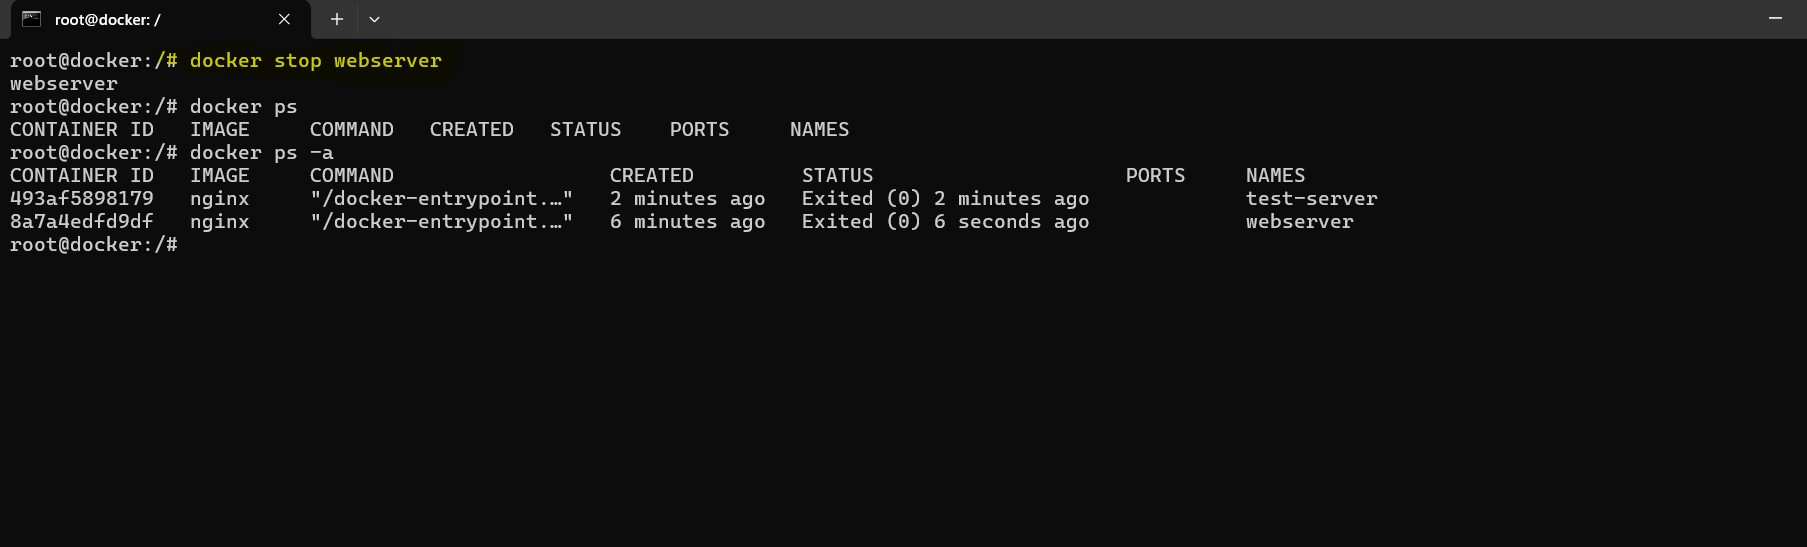 root@docker: /
root@docker:/# docker stop webserver
webserver
root@docker:/# docker ps
CONTAINER ID   IMAGE     COMMAND   CREATED   STATUS    PORTS     NAMES
root@docker:/# docker ps -a
CONTAINER ID   IMAGE     COMMAND                  CREATED         STATUS                     PORTS     NAMES
493af5898179   nginx     "/docker-entrypoint.…"   2 minutes ago   Exited (0) 2 minutes ago             test-server
8a7a4edfd9df   nginx     "/docker-entrypoint.…"   6 minutes ago   Exited (0) 6 seconds ago             webserver
root@docker:/#